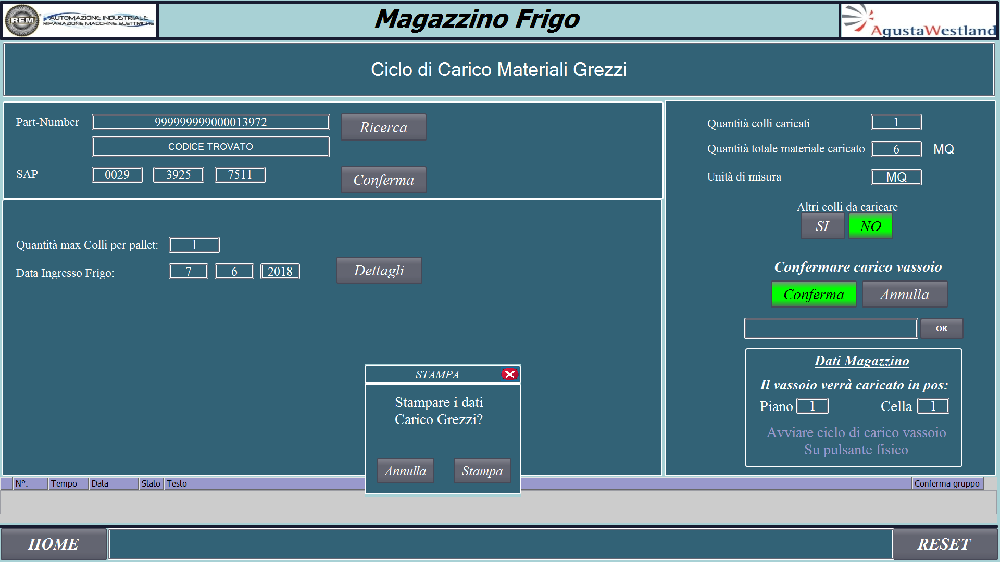 REM
AUTOMAZIONE INDUSTRIALE
RIPARAZIONE MACCHINE ELETTRICHE
Magazzino Frigo
AgustaWestland
Ciclo di Carico Materiali Grezzi
Part-Number 999999999000013972 Ricerca
CODICE TROVATO
SAP 0029 3925 7511 Conferma
Quantità max Colli per pallet: 1
Data Ingresso Frigo: 7 6 2018 Dettagli
Quantità colli caricati 1
Quantità totale materiale caricato 6 MQ
Unità di misura MQ
Altri colli da caricare
SI NO
Confermare carico vassoio
Conferma Annulla
OK
Dati Magazzino
Il vassoio verrà caricato in pos:
Piano 1 Cella 1
Avviare ciclo di carico vassoio
Su pulsante fisico
STAMPA
Stampare i dati
Carico Grezzi?
Annulla Stampa
N°. Tempo Data Stato Testo Conferma gruppo
HOME RESET